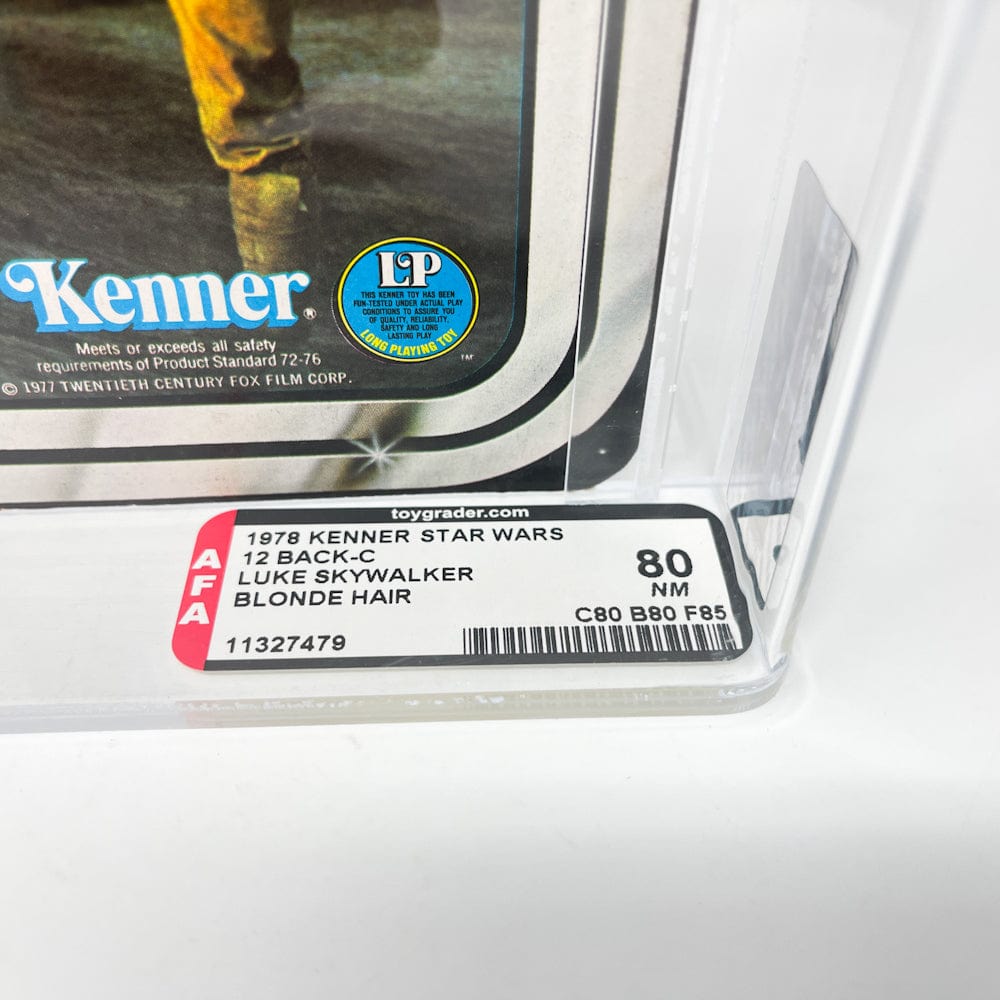 Kenner®
LP
THIS KENNER TOY HAS BEEN
FUN-TESTED UNDER ACTUAL PLAY
CONDITIONS TO ASSURE YOU
OF QUALITY, RELIABILITY,
SAFETY AND LONG
LASTING PLAY
LONG PLAYING TOY
TM
Meets or exceeds all safety
requirements of Product Standard 72-76
© 1977 TWENTIETH CENTURY FOX FILM CORP.
toygrader.com
AFA
1978 KENNER STAR WARS
12 BACK-C
LUKE SKYWALKER
BLONDE HAIR
80
NM
C80 B80 F85
11327479